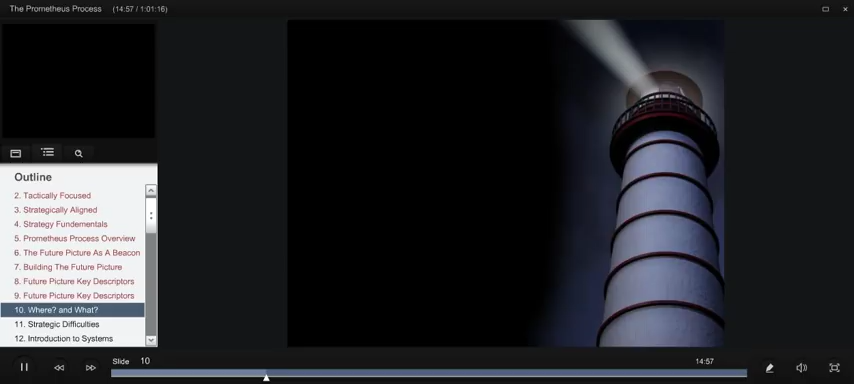 The Prometheus Process (14:57 / 1:01:16)
Outline
2. Tactically Focused
3. Strategically Aligned
4. Strategy Fundementals
5. Prometheus Process Overview
6. The Future Picture As A Beacon
7. Building The Future Picture
8. Future Picture Key Descriptors
9. Future Picture Key Descriptors
10. Where? and What?
11. Strategic Difficulties
12. Introduction to Systems
Slide 10 14:57